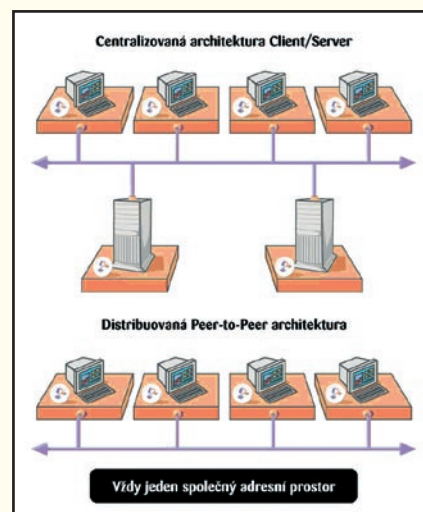 Centralizovaná architektura Client/Server
Distribuovaná Peer-to-Peer architektura
Vždy jeden společný adresní prostor